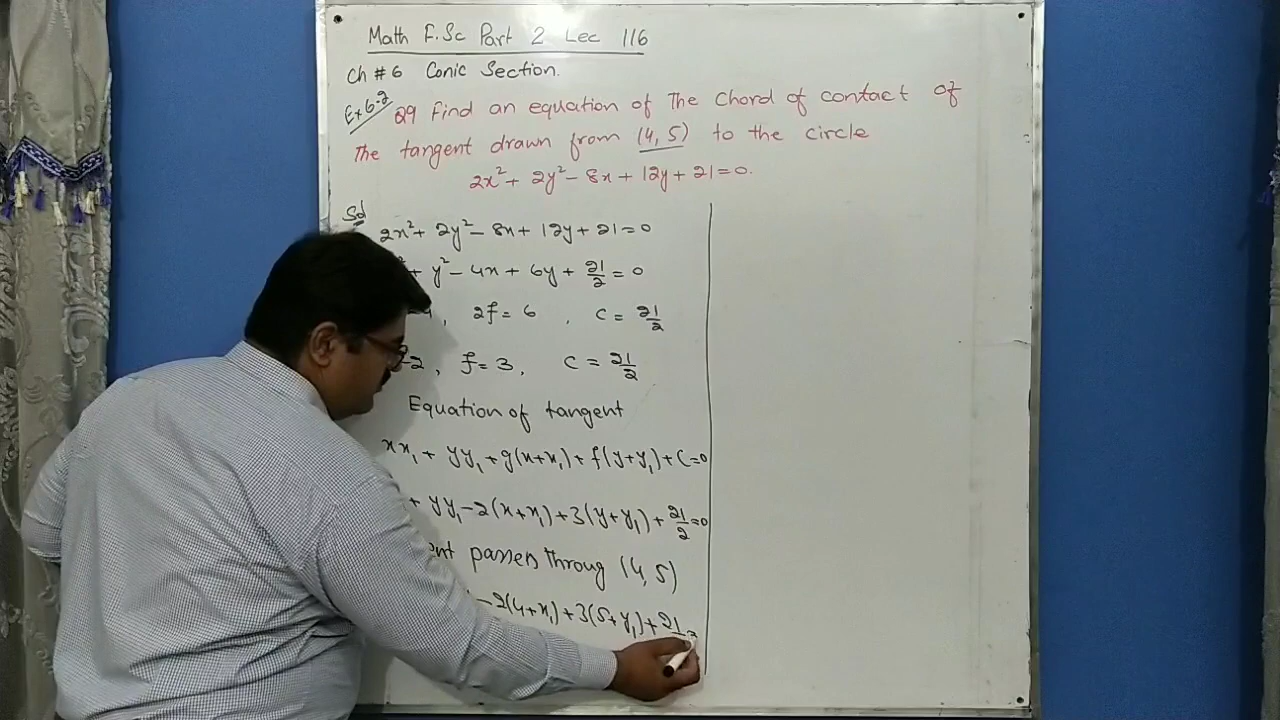 Math F.Sc Part 2 Lec 116
Ch # 6 Conic Section.
Ex 6.2 Q9 Find an equation of The Chord of contact of
The tangent drawn from (4, 5) to the circle
2x² + 2y² - 8x + 12y + 21 = 0.
Sol
2x² + 2y² - 8x + 12y + 21 = 0
+ y² - 4x + 6y + 21/2 = 0
, 2f = 6 , c = 21/2
-2 , f = 3 , c = 21/2
Equation of tangent
xx₁ + yy₁ + g(x+x₁) + f(y+y₁) + c = 0
+ yy₁ - 2(x+x₁) + 3(y+y₁) + 21/2 = 0
passes throug (4, 5)
- 2(4+x₁) + 3(5+y₁) + 21